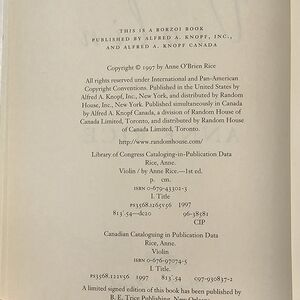 THIS IS A BORZOI BOOK
PUBLISHED BY ALFRED A. KNOPF, INC.,
AND ALFRED A. KNOPF CANADA
Copyright © 1997 by Anne O'Brien Rice
All rights reserved under International and Pan-American
Copyright Conventions. Published in the United States by
Alfred A. Knopf, Inc., New York, and distributed by Random
House, Inc., New York. Published simultaneously in Canada
by Alfred A. Knopf Canada, a division of Random House of
Canada Limited, Toronto, and distributed by Random House
of Canada Limited, Toronto.
http://www.randomhouse.com/
Library of Congress Cataloging-in-Publication Data
Rice, Anne.
Violin / by Anne Rice.—1st ed.
p. cm.
ISBN 0-679-43302-3
I. Title
PS3568.I265V56 1997
813'.54—dc20 96-38581
CIP
Canadian Cataloguing in Publication Data
Rice, Anne.
Violin
ISBN 0-676-97074-5
I. Title.
PS3568.I22V56 1997 813'.54 C97-930837-2
A limited signed edition of this book has been published by
B. E. Trice Publishing, New Orleans